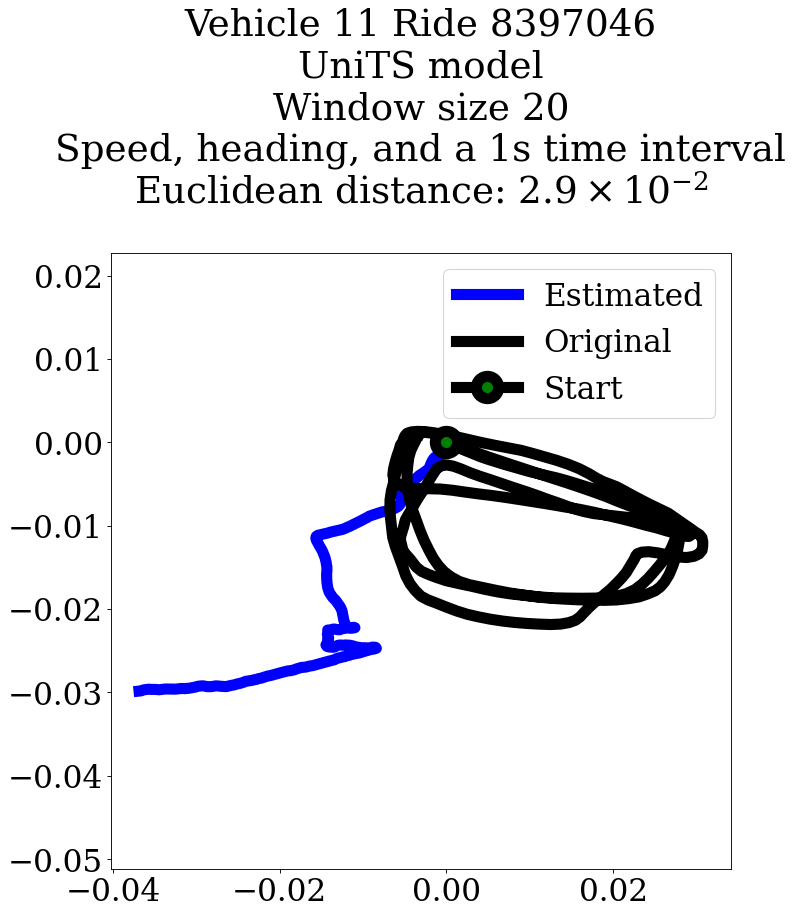 Vehicle 11 Ride 8397046
UniTS model
Window size 20
Speed, heading, and a 1s time interval
Euclidean distance: 2.9 × 10⁻²
Estimated
Original
Start
0.02
0.01
0.00
−0.01
−0.02
−0.03
−0.04
−0.05
−0.04
−0.02
0.00
0.02